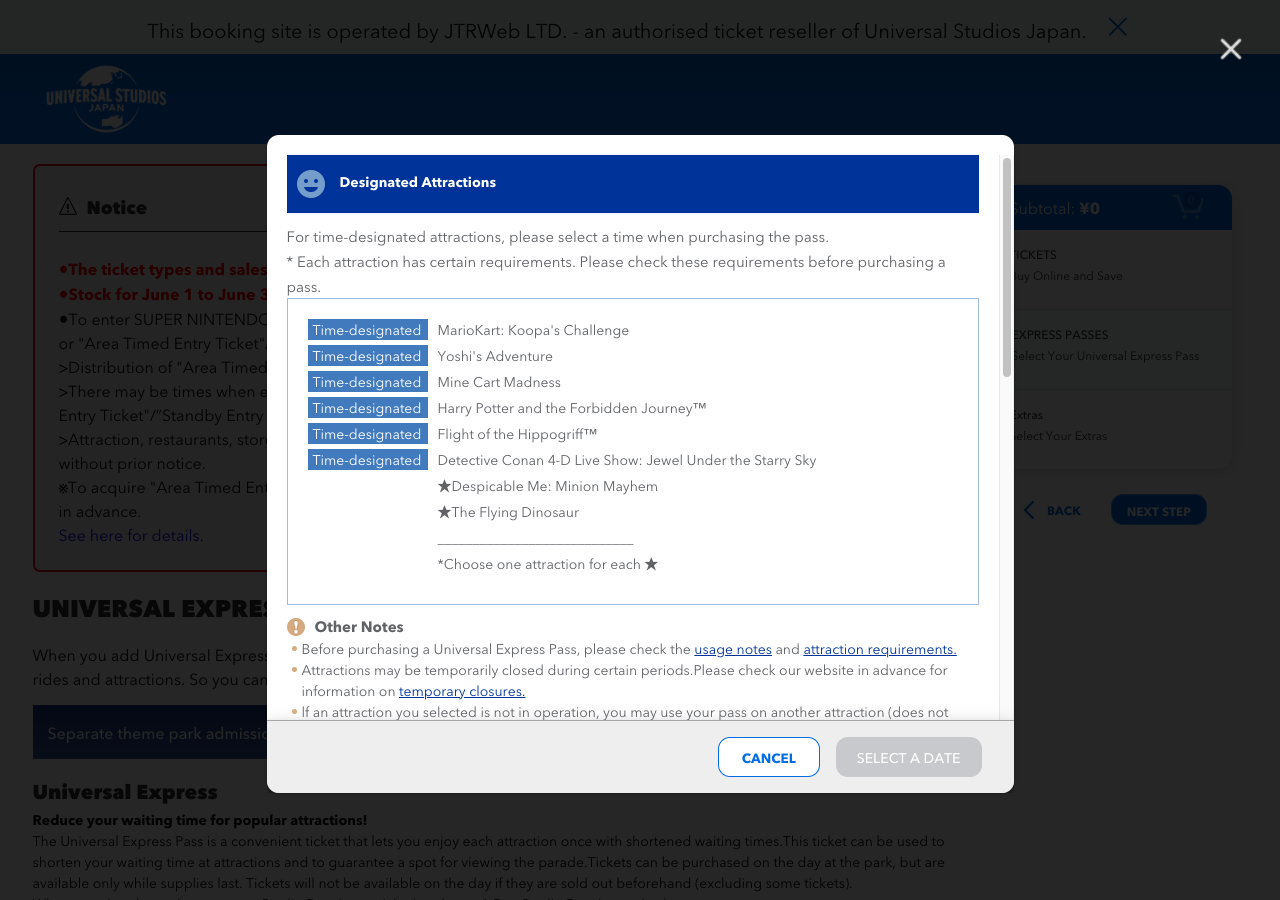 This booking site is operated by JTRWeb LTD. - an authorised ticket reseller of Universal Studios Japan.
UNIVERSAL STUDIOS
JAPAN
Notice
•The ticket types and sales
•Stock for June 1 to June 3
•To enter SUPER NINTENDO
or "Area Timed Entry Ticket".
>Distribution of "Area Timed
>There may be times when e
Entry Ticket"/"Standby Entry
>Attraction, restaurants, stor
without prior notice.
※To acquire "Area Timed Ent
in advance.
See here for details.
UNIVERSAL EXPRES
When you add Universal Express
rides and attractions. So you can
Separate theme park admissio
Universal Express
Reduce your waiting time for popular attractions!
The Universal Express Pass is a convenient ticket that lets you enjoy each attraction once with shortened waiting times.This ticket can be used to
shorten your waiting time at attractions and to guarantee a spot for viewing the parade.Tickets can be purchased on the day at the park, but are
available only while supplies last. Tickets will not be available on the day if they are sold out beforehand (excluding some tickets).
Designated Attractions
For time-designated attractions, please select a time when purchasing the pass.
* Each attraction has certain requirements. Please check these requirements before purchasing a
pass.
Time-designated MarioKart: Koopa's Challenge
Time-designated Yoshi's Adventure
Time-designated Mine Cart Madness
Time-designated Harry Potter and the Forbidden Journey™
Time-designated Flight of the Hippogriff™
Time-designated Detective Conan 4-D Live Show: Jewel Under the Starry Sky
★Despicable Me: Minion Mayhem
★The Flying Dinosaur
____________________________
*Choose one attraction for each ★
Other Notes
• Before purchasing a Universal Express Pass, please check the usage notes and attraction requirements.
• Attractions may be temporarily closed during certain periods.Please check our website in advance for
information on temporary closures.
• If an attraction you selected is not in operation, you may use your pass on another attraction (does not
CANCEL
SELECT A DATE
Subtotal: ¥0
TICKETS
Buy Online and Save
EXPRESS PASSES
Select Your Universal Express Pass
Extras
Select Your Extras
BACK
NEXT STEP